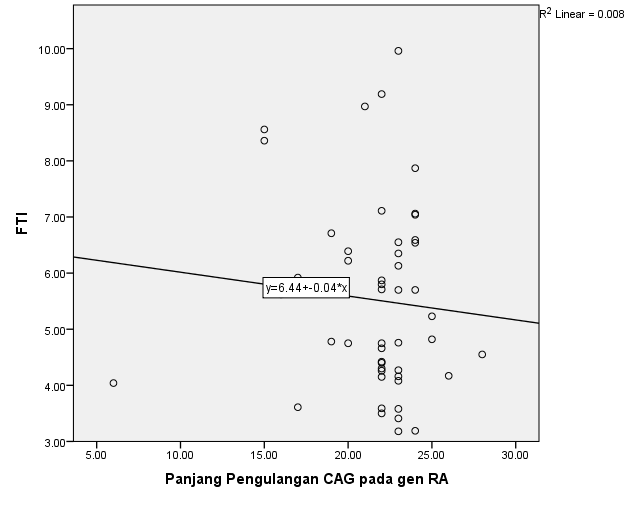 R² Linear = 0.008
10.00
9.00
8.00
7.00
6.00
5.00
4.00
3.00
FTI
y=6.44+-0.04*x
5.00 10.00 15.00 20.00 25.00 30.00
Panjang Pengulangan CAG pada gen RA